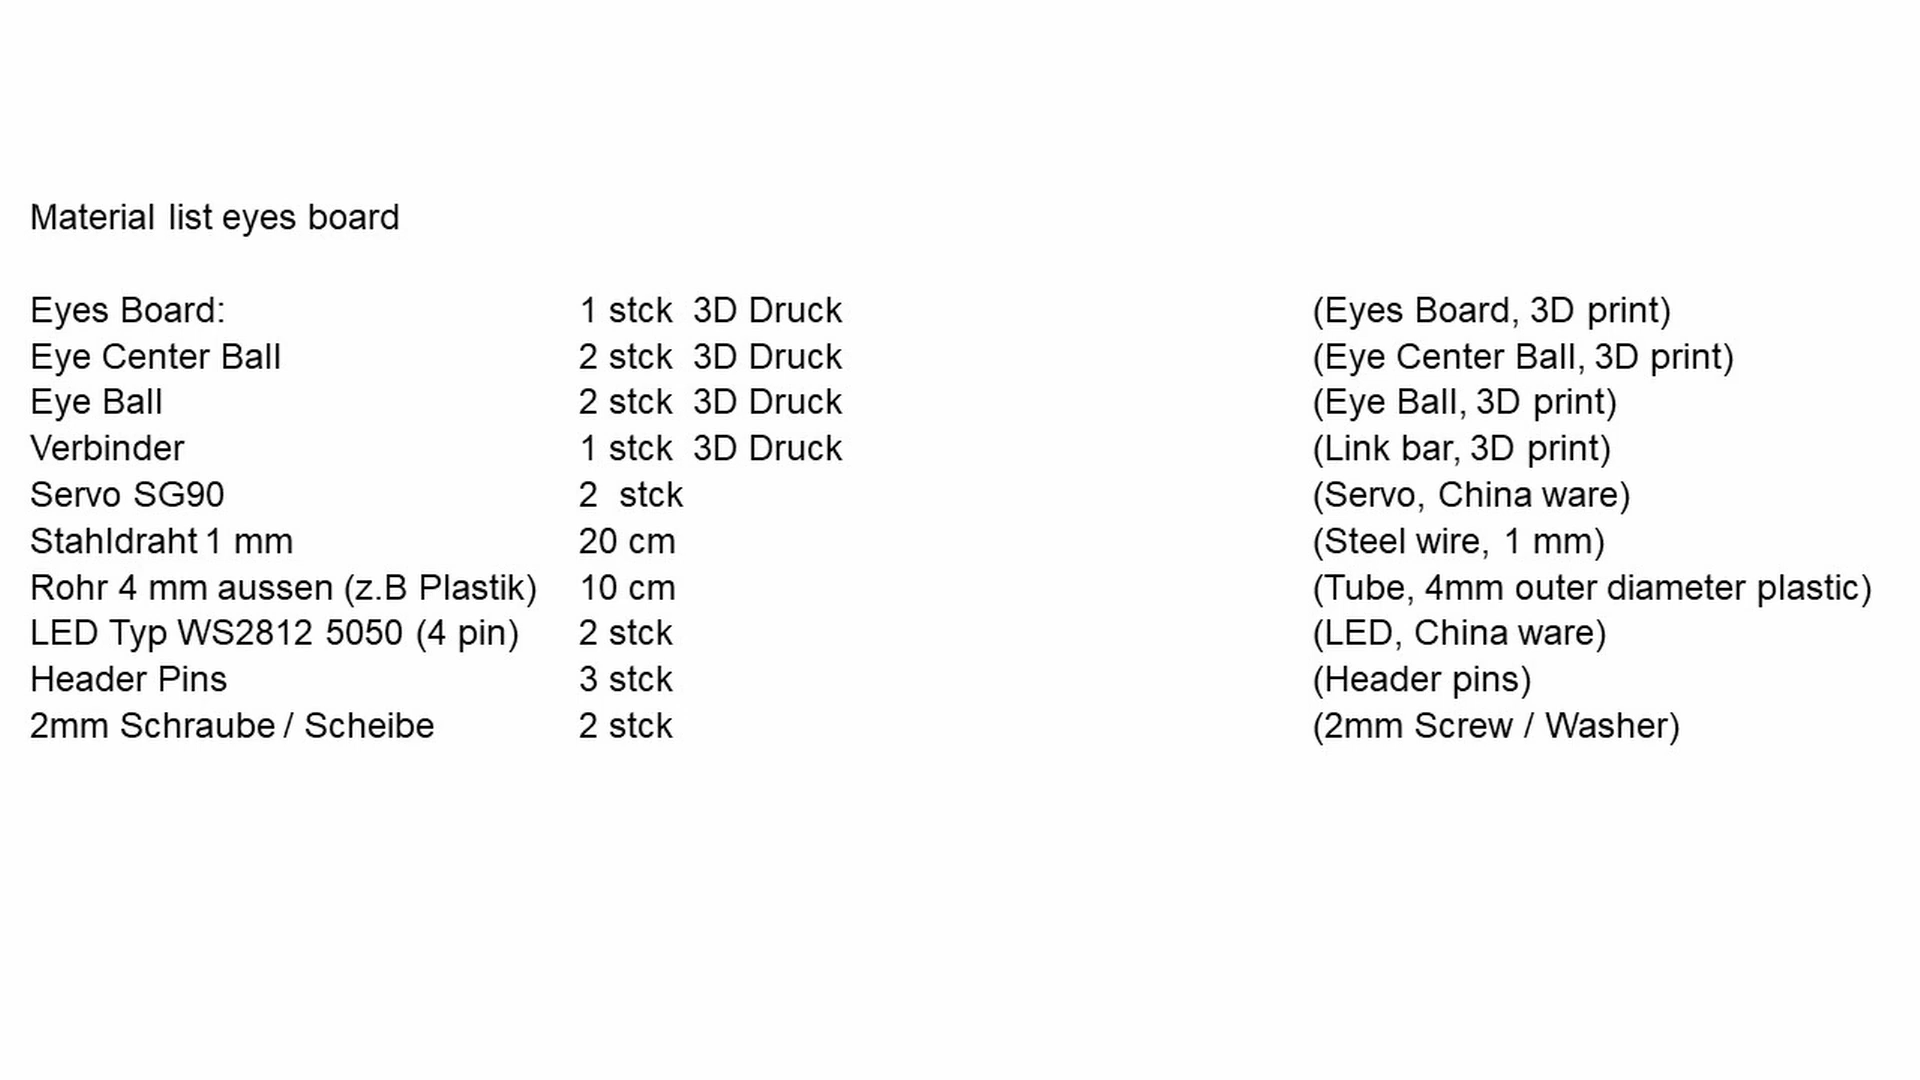 Material list eyes board
Eyes Board: 1 stck 3D Druck (Eyes Board, 3D print)
Eye Center Ball 2 stck 3D Druck (Eye Center Ball, 3D print)
Eye Ball 2 stck 3D Druck (Eye Ball, 3D print)
Verbinder 1 stck 3D Druck (Link bar, 3D print)
Servo SG90 2 stck (Servo, China ware)
Stahldraht 1 mm 20 cm (Steel wire, 1 mm)
Rohr 4 mm aussen (z.B Plastik) 10 cm (Tube, 4mm outer diameter plastic)
LED Typ WS2812 5050 (4 pin) 2 stck (LED, China ware)
Header Pins 3 stck (Header pins)
2mm Schraube / Scheibe 2 stck (2mm Screw / Washer)